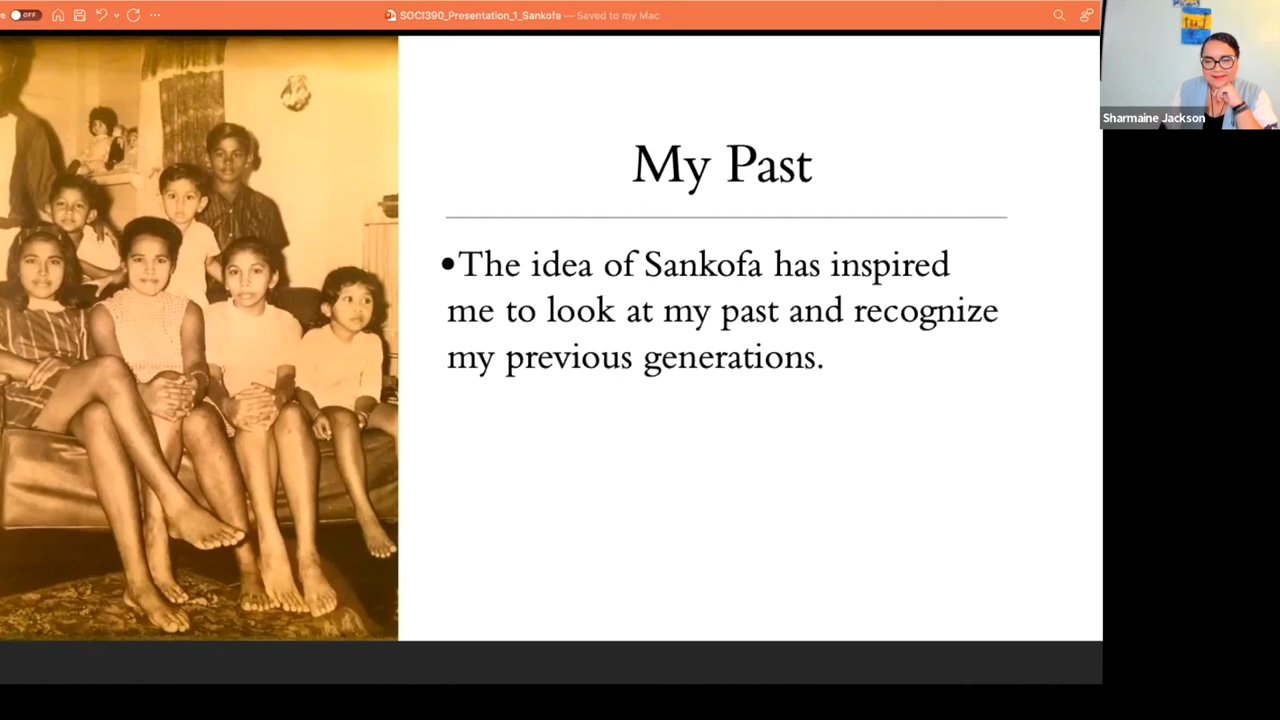 e OFF ... SOCI390_Presentation_1_Sankofa — Saved to my Mac
Sharmaine Jackson
My Past
•The idea of Sankofa has inspired
me to look at my past and recognize
my previous generations.